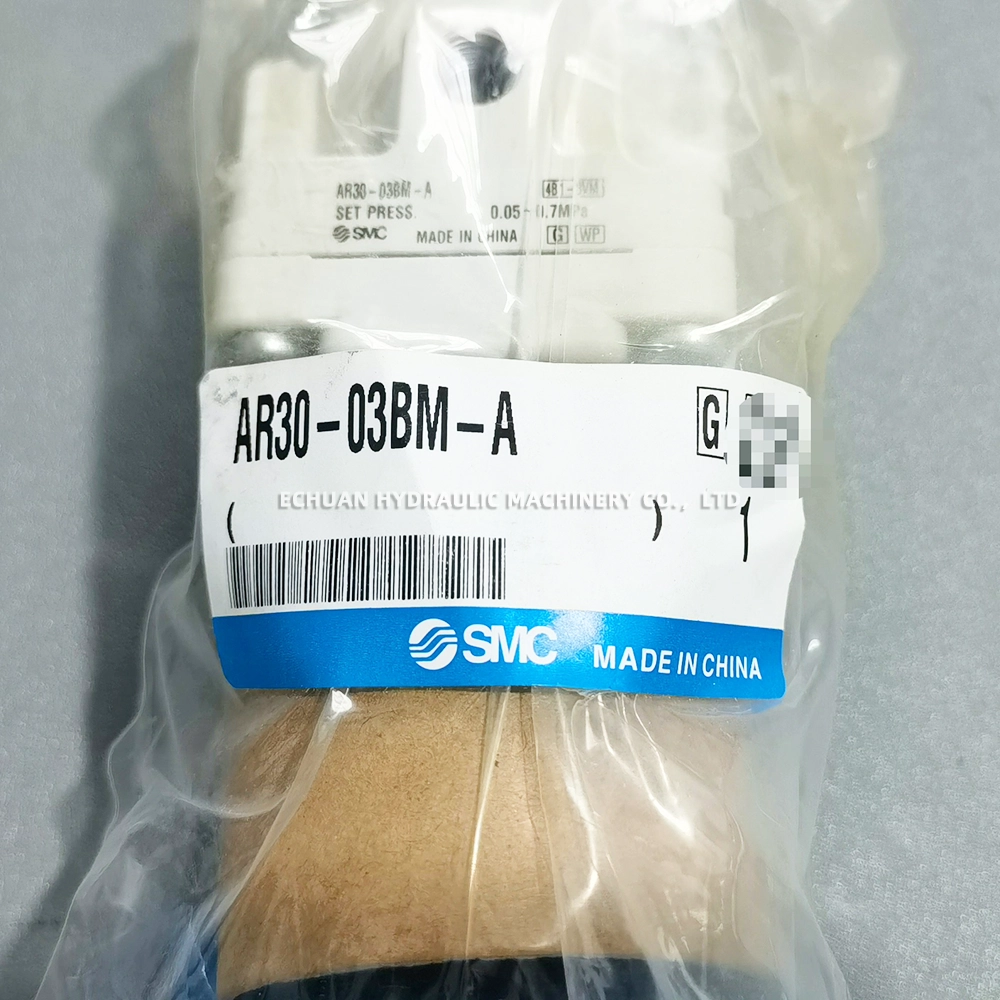 AR30-03BM-A
SET PRESS. 0.05~0.7MPa
SMC MADE IN CHINA G WP
AR30-03BM-A G
ECHUAN HYDRAULIC MACHINERY CO., LTD
( ) 1
SMC MADE IN CHINA